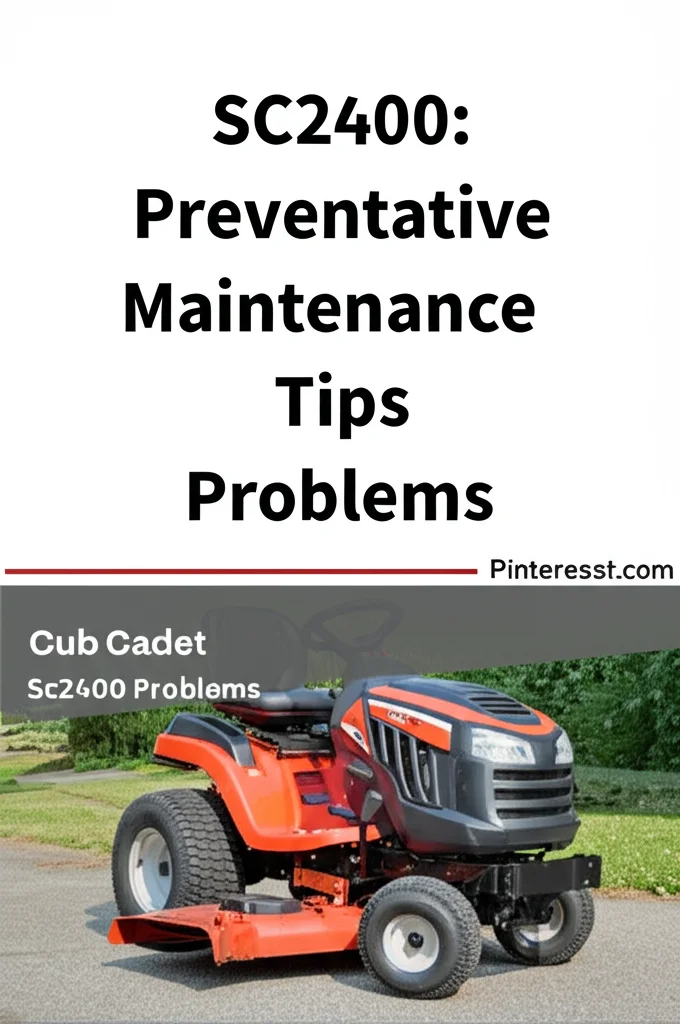 SC2400:
Preventative
Maintenance
Tips
Problems
Pinteresst.com
Cub Cadet
Sc2400 Problems